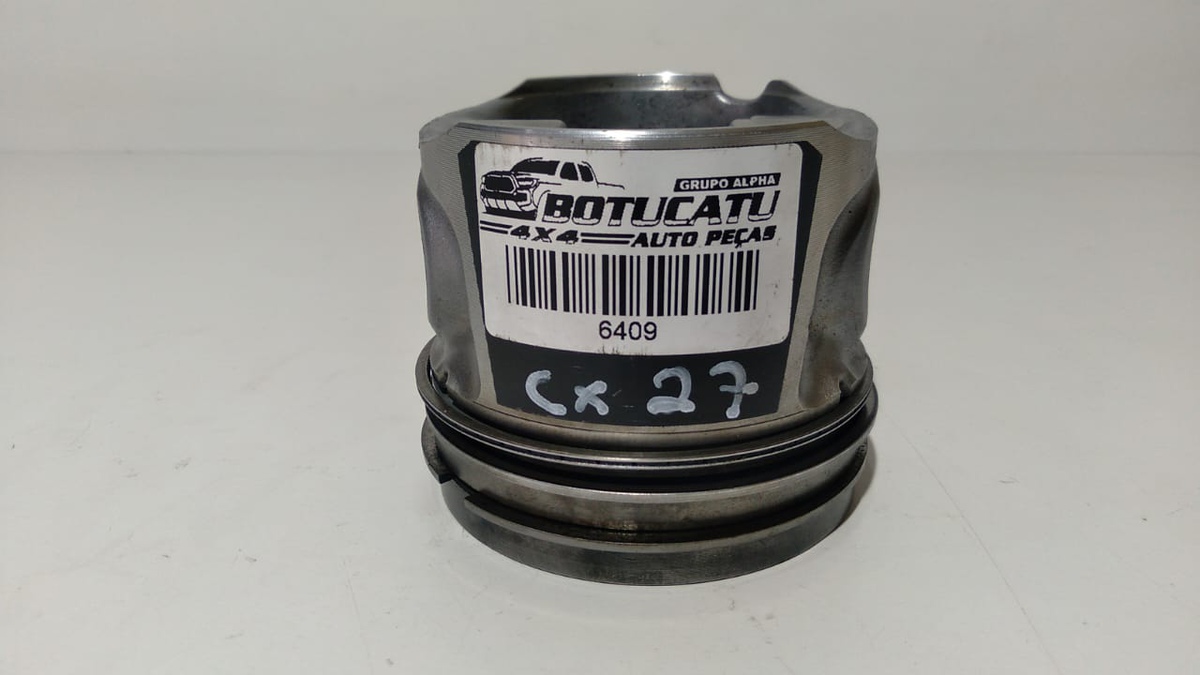 GRUPO ALPHA
BOTUCATU
4X4 AUTO PEÇAS
6409
Cx 27